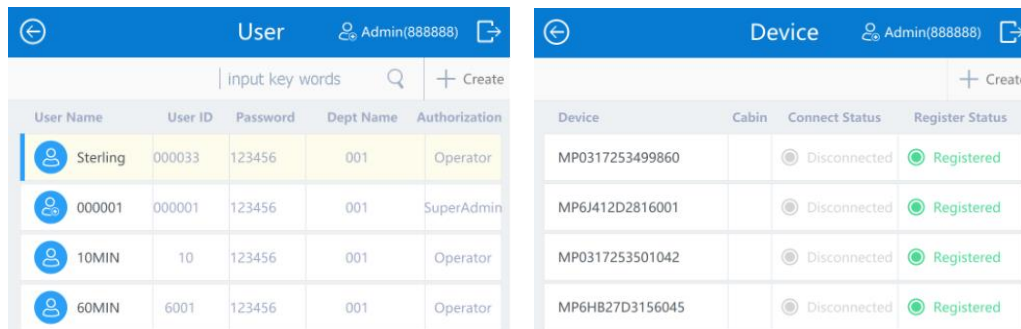 User Admin(888888)
input key words Create
User Name User ID Password Dept Name Authorization
Sterling 000033 123456 001 Operator
000001 000001 123456 001 SuperAdmin
10MIN 10 123456 001 Operator
60MIN 6001 123456 001 Operator
Device Admin(888888)
Create
Device Cabin Connect Status Register Status
MP0317253499860 Disconnected Registered
MP6J412D2816001 Disconnected Registered
MP0317253501042 Disconnected Registered
MP6HB27D3156045 Disconnected Registered